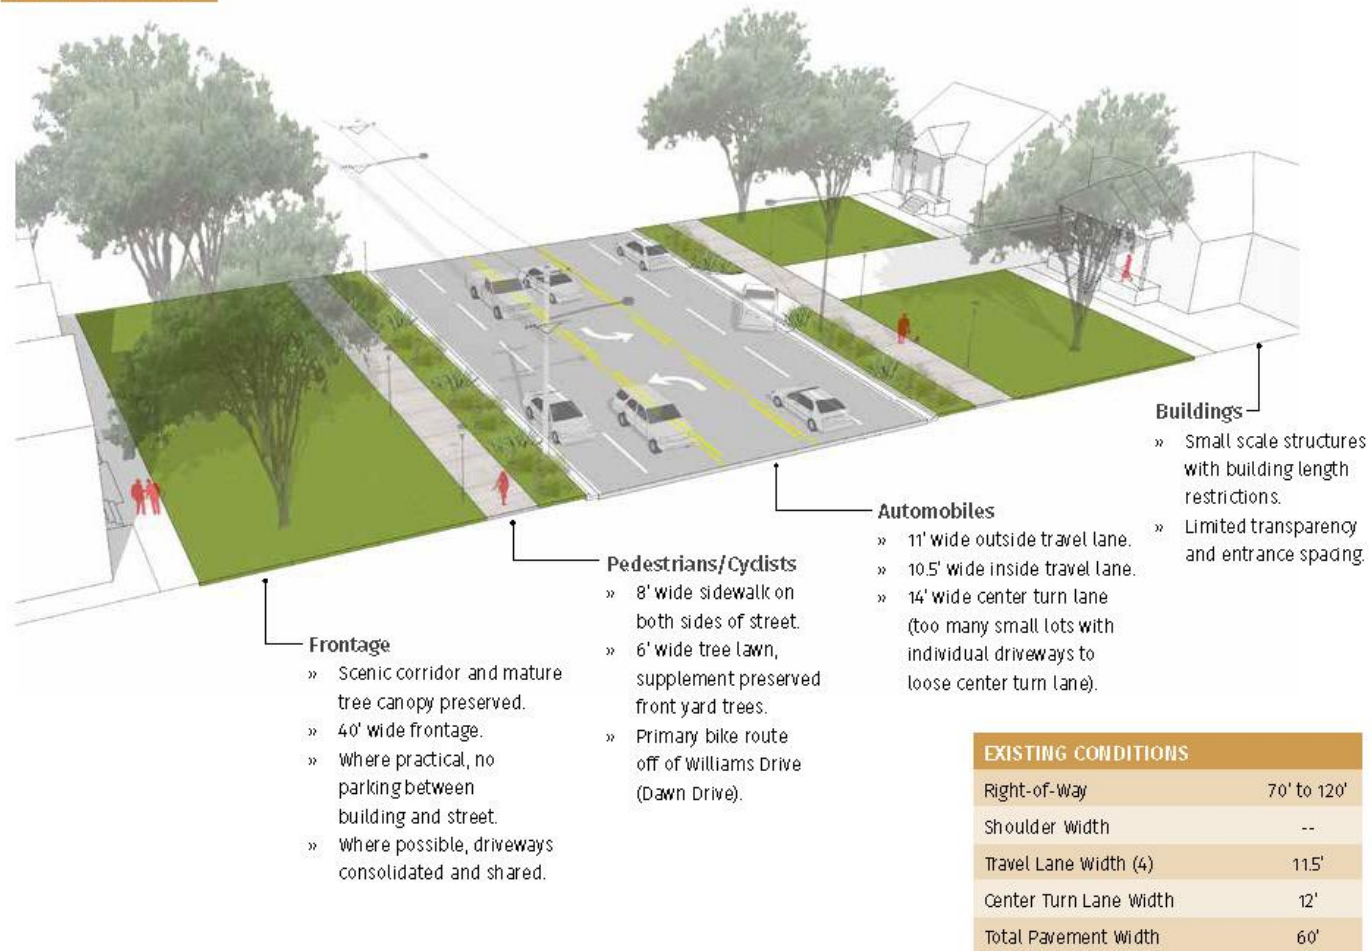 Buildings
» Small scale structures
with building length
restrictions.
» Limited transparency
and entrance spacing.
Automobiles
» 11' wide outside travel lane.
» 10.5' wide inside travel lane.
» 14' wide center turn lane
(too many small lots with
individual driveways to
loose center turn lane).
Pedestrians/Cyclists
» 8' wide sidewalk on
both sides of street.
» 6' wide tree lawn,
supplement preserved
front yard trees.
» Primary bike route
off of Williams Drive
(Dawn Drive).
Frontage
» Scenic corridor and mature
tree canopy preserved.
» 40' wide frontage.
» Where practical, no
parking between
building and street.
» Where possible, driveways
consolidated and shared.
EXISTING CONDITIONS
Right-of-Way 70' to 120'
Shoulder Width --
Travel Lane Width (4) 11.5'
Center Turn Lane Width 12'
Total Pavement Width 60'